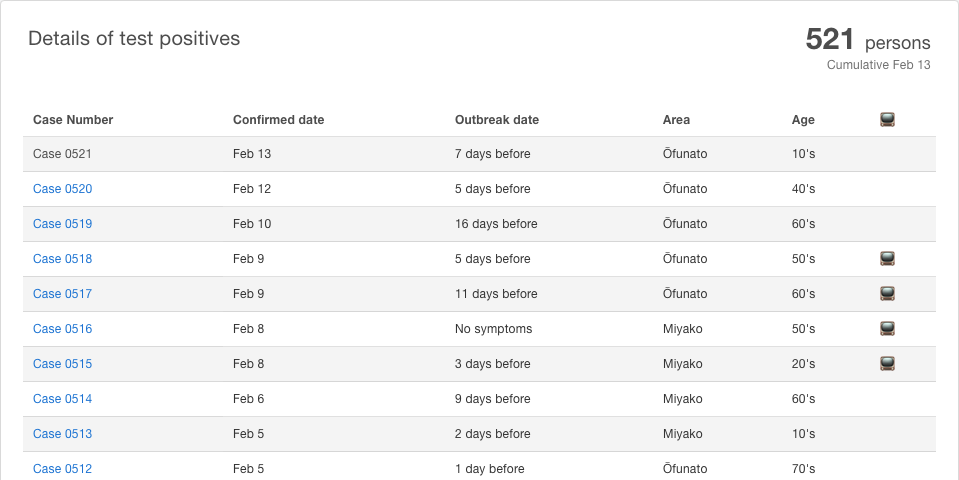 Details of test positives
521 persons
Cumulative Feb 13
Case Number Confirmed date Outbreak date Area Age
Case 0521 Feb 13 7 days before Ōfunato 10's
Case 0520 Feb 12 5 days before Ōfunato 40's
Case 0519 Feb 10 16 days before Ōfunato 60's
Case 0518 Feb 9 5 days before Ōfunato 50's
Case 0517 Feb 9 11 days before Ōfunato 60's
Case 0516 Feb 8 No symptoms Miyako 50's
Case 0515 Feb 8 3 days before Miyako 20's
Case 0514 Feb 6 9 days before Miyako 60's
Case 0513 Feb 5 2 days before Miyako 10's
Case 0512 Feb 5 1 day before Ōfunato 70's